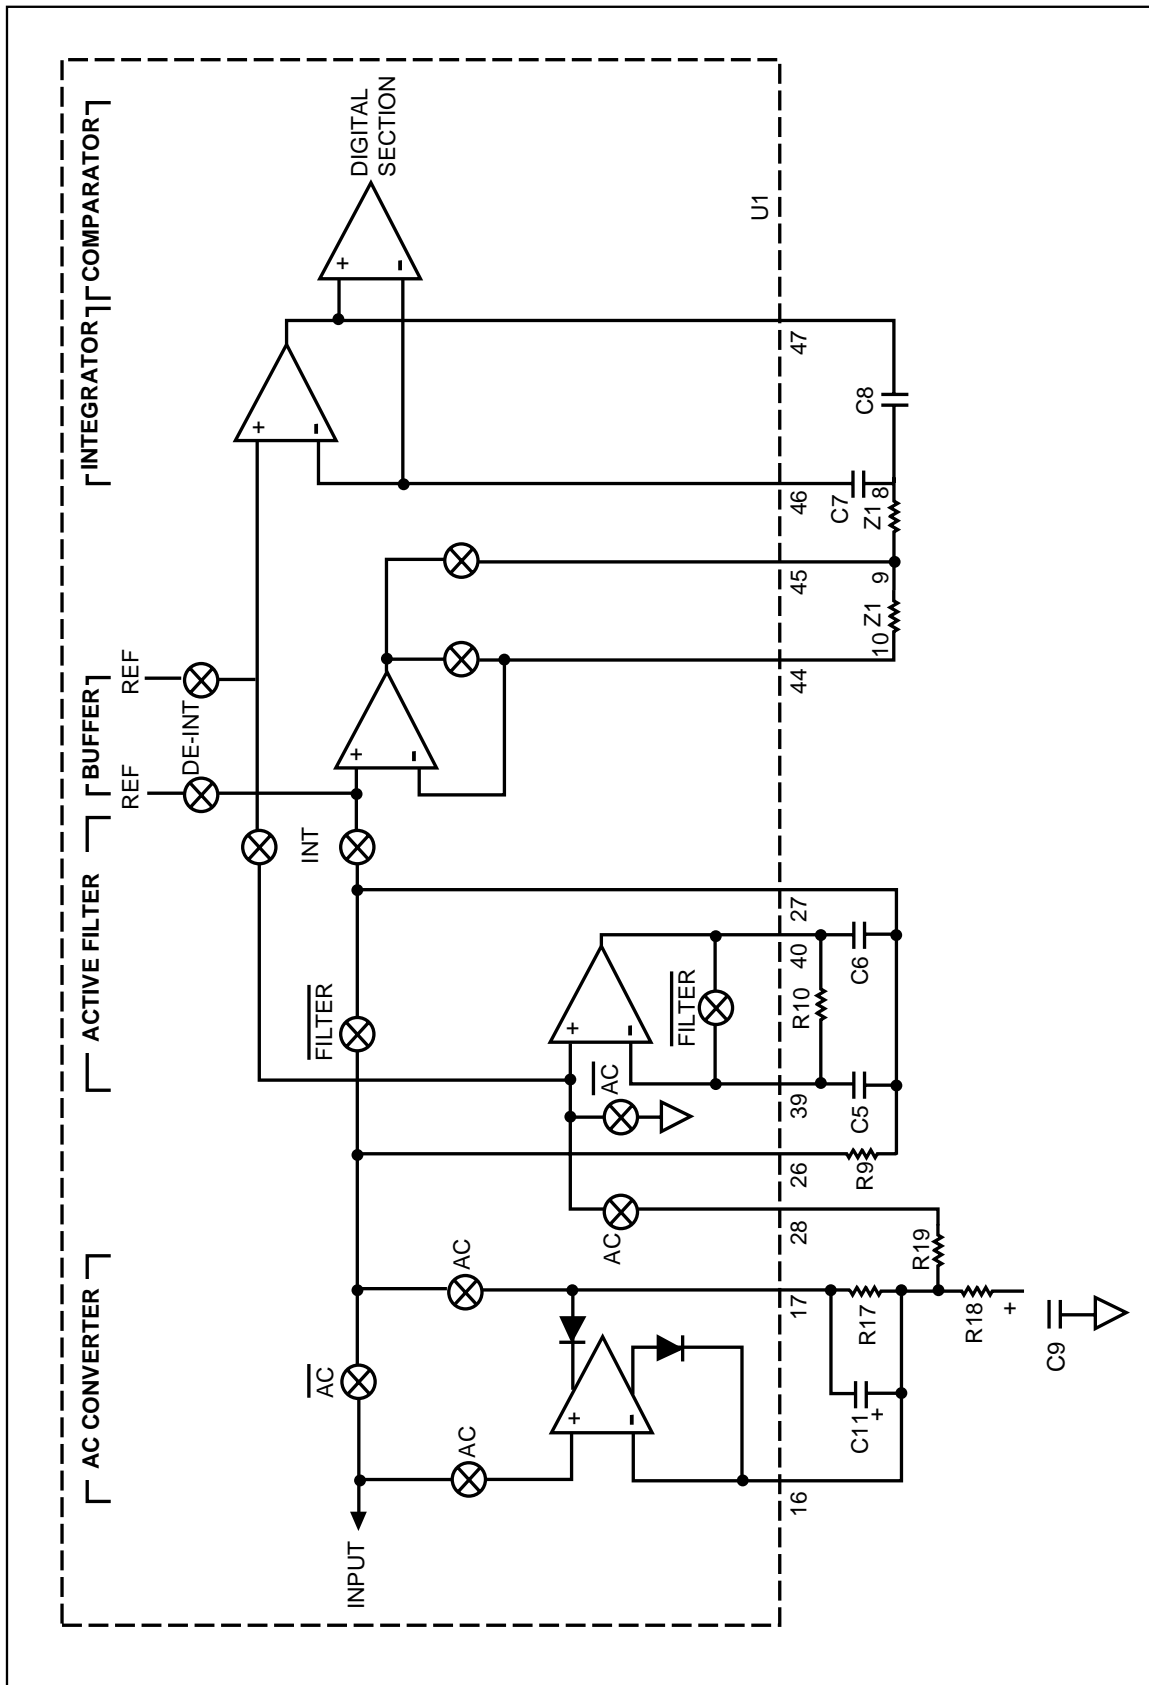 AC CONVERTER
ACTIVE FILTER
BUFFER
INTEGRATOR
COMPARATOR
REF
REF
DE-INT
INT
DIGITAL
SECTION
INPUT
AC
FILTER
AC
AC
AC
AC
FILTER
U1
16
17
28
26
39
40
27
44
45
46
47
C11
+
R17
R19
R18
+
C9
R9
C5
R10
C6
10
Z1
9
Z1
8
C7
C8
+
-
+
-
+
-
+
-
+
-